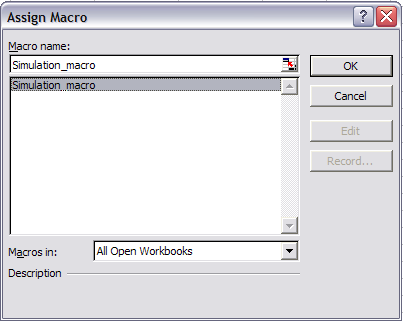 Assign Macro
Macro name:
Simulation_macro
Simulation_macro
OK
Cancel
Edit
Record...
Macros in:
All Open Workbooks
Description